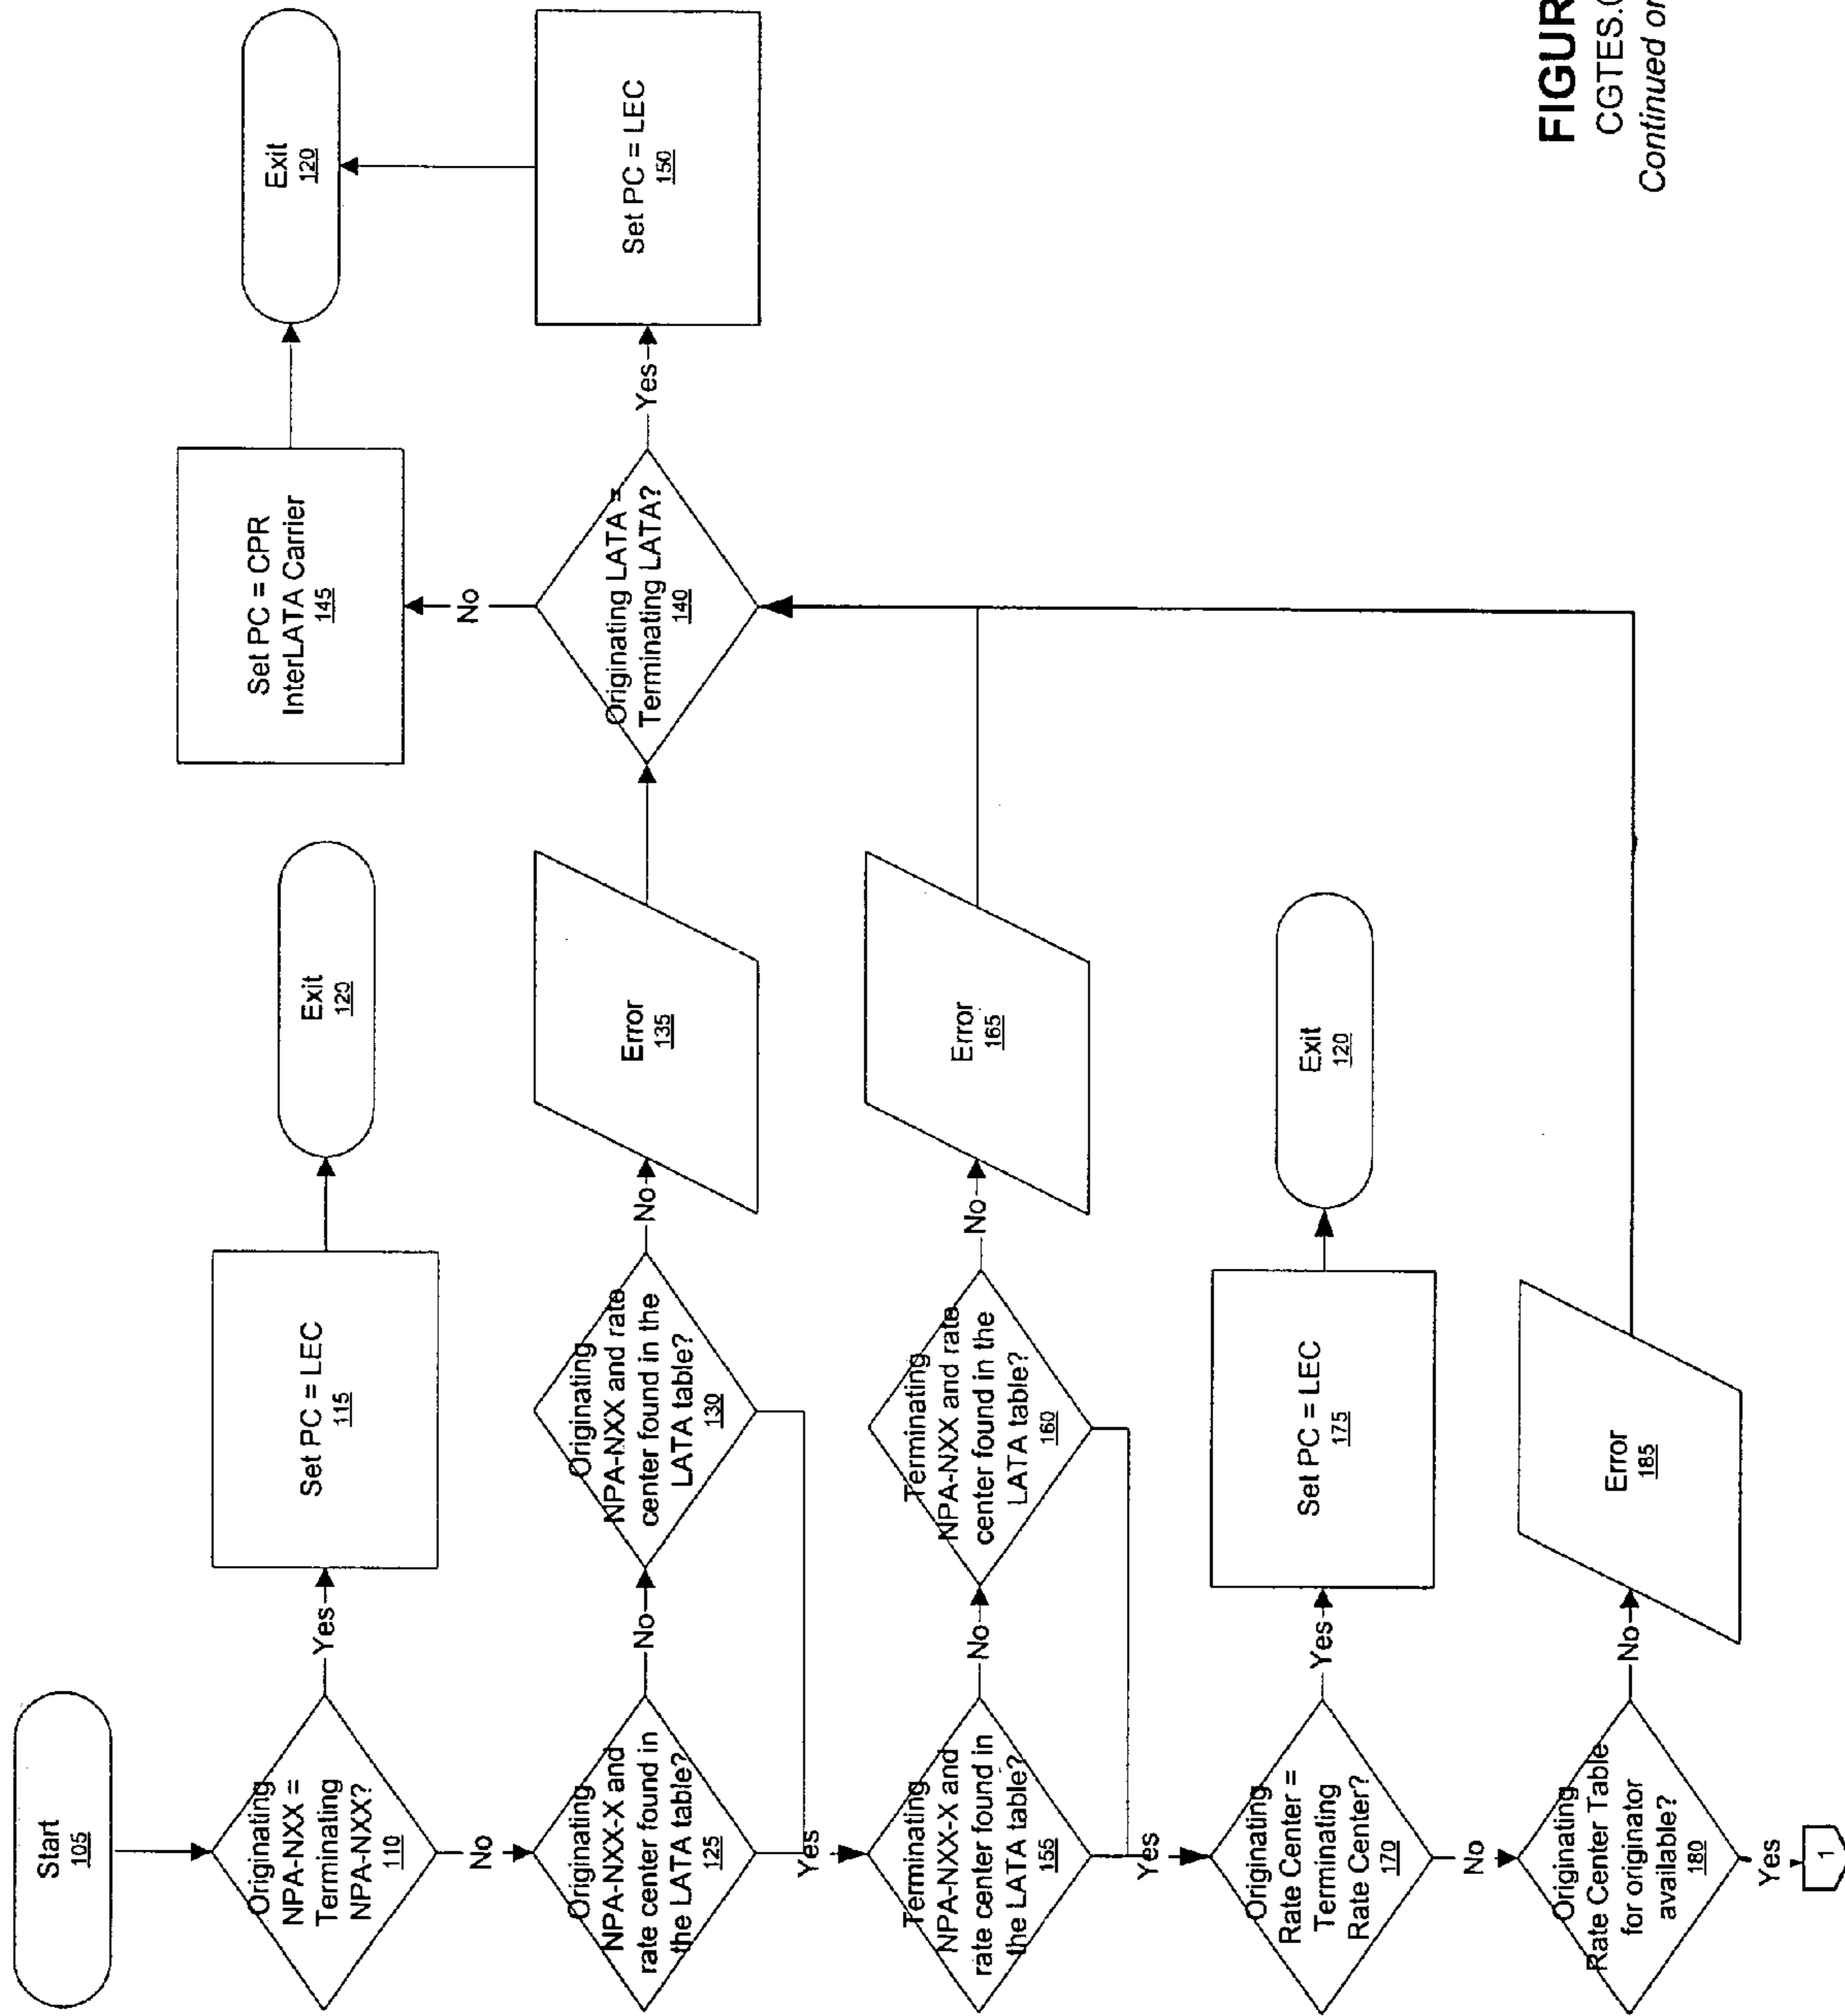 Start
105
Originating
NPA-NXX =
Terminating
NPA-NXX?
110
Yes
Set PC = LEC
115
Exit
120
No
Originating
NPA-NXX-X and
rate center found in
the LATA table?
125
No
Originating
NPA-NXX and rate
center found in the
LATA table?
130
No
Error
135
Originating LATA =
Terminating LATA?
140
No
Set PC = CPR
InterLATA Carrier
145
Exit
120
Yes
Set PC = LEC
150
Yes
Terminating
NPA-NXX-X and
rate center found in
the LATA table?
155
No
Terminating
NPA-NXX and rate
center found in the
LATA table?
160
No
Error
165
Yes
Originating
Rate Center =
Terminating
Rate Center?
170
Yes
Set PC = LEC
175
Exit
120
No
Originating
Rate Center Table
for originator
available?
180
No
Error
185
Yes
1
FIGUR
CGTES.
Continued